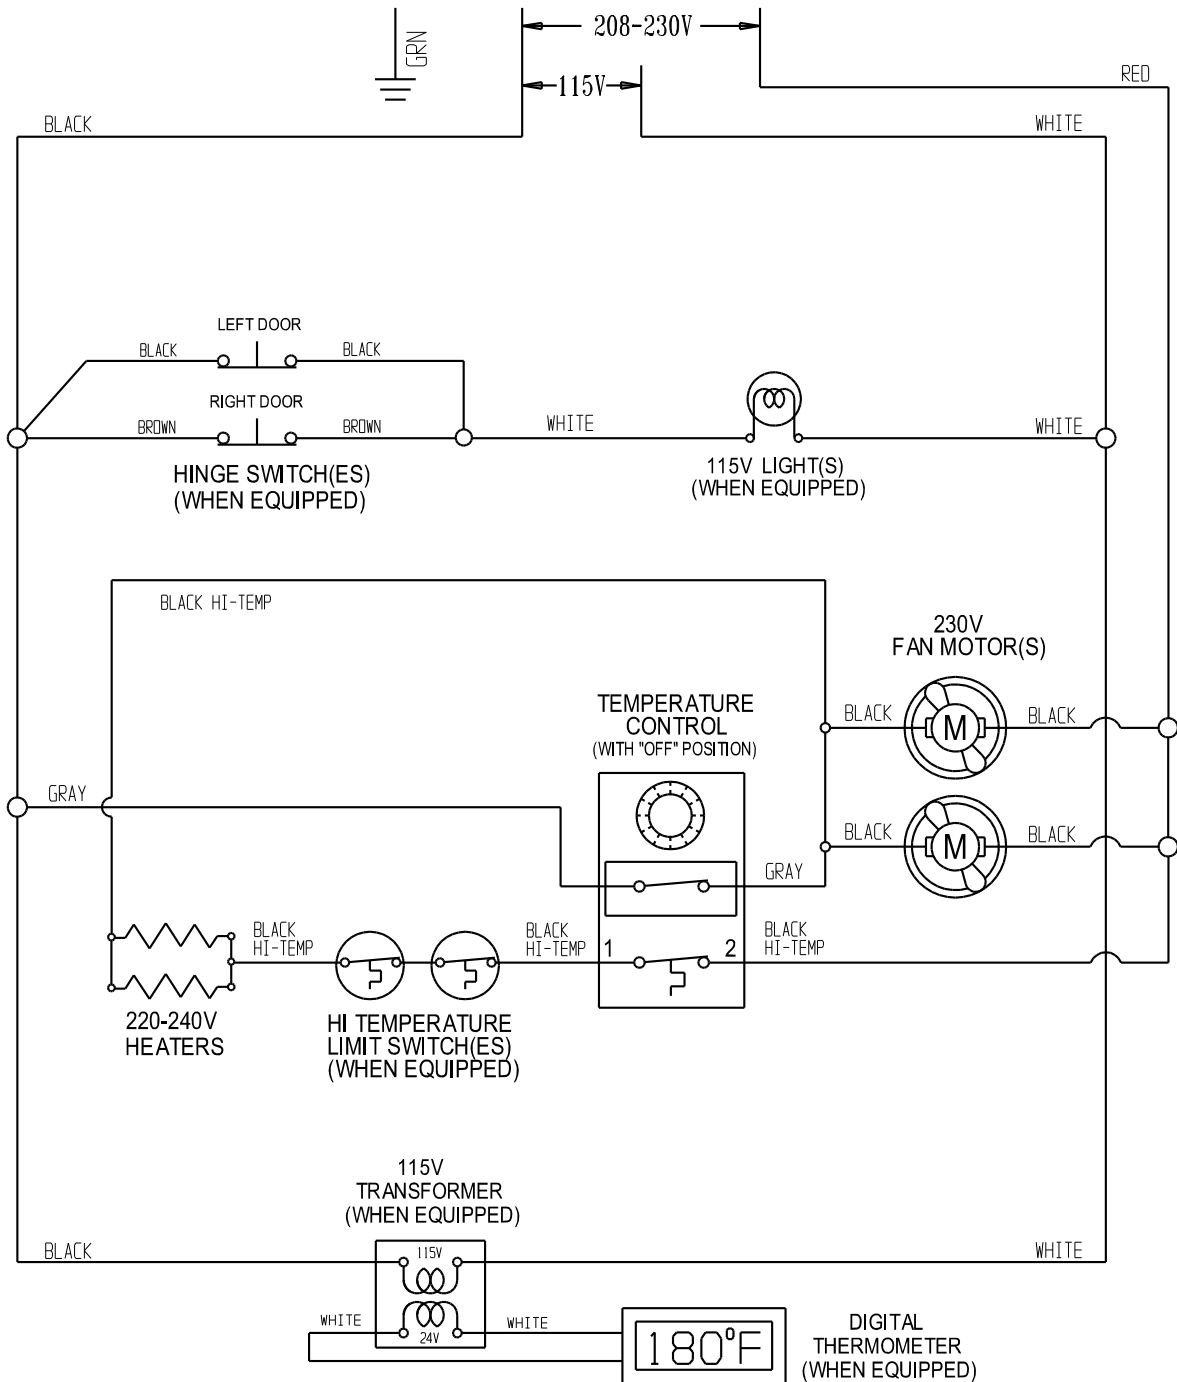 208-230V
GRN
115V
RED
BLACK
WHITE
LEFT DOOR
BLACK
BLACK
RIGHT DOOR
BROWN
BROWN
WHITE
WHITE
HINGE SWITCH(ES)
(WHEN EQUIPPED)
115V LIGHT(S)
(WHEN EQUIPPED)
BLACK HI-TEMP
230V
FAN MOTOR(S)
TEMPERATURE
CONTROL
(WITH "OFF" POSITION)
BLACK
M
BLACK
GRAY
BLACK
M
BLACK
GRAY
BLACK
HI-TEMP
BLACK
HI-TEMP
1
2
BLACK
HI-TEMP
220-240V
HEATERS
HI TEMPERATURE
LIMIT SWITCH(ES)
(WHEN EQUIPPED)
115V
TRANSFORMER
(WHEN EQUIPPED)
BLACK
115V
WHITE
WHITE
24V
WHITE
180°F
DIGITAL
THERMOMETER
(WHEN EQUIPPED)